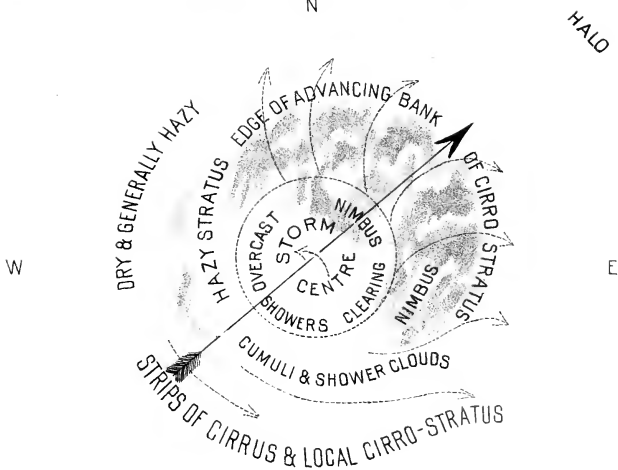 N
HALO
EDGE OF ADVANCING BANK
OF CIRRO STRATUS
DRY & GENERALLY HAZY
HAZY STRATUS
OVERCAST
STORM
NIMBUS
CENTRE
SHOWERS
CLEARING
NIMBUS
W
E
CUMULI & SHOWER CLOUDS
STRIPS OF CIRRUS & LOCAL CIRRO-STRATUS